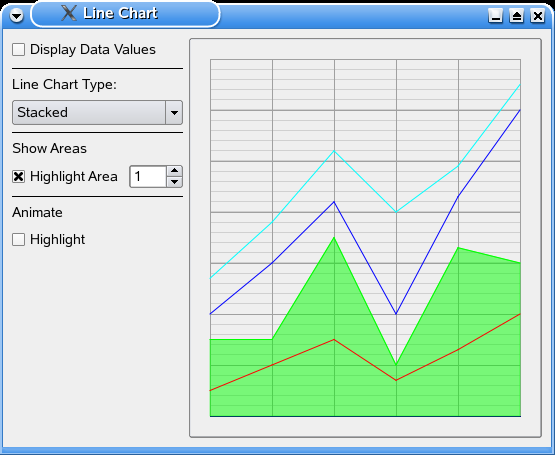 Line Chart
Display Data Values
Line Chart Type:
Stacked
Show Areas
Highlight Area 1
Animate
Highlight